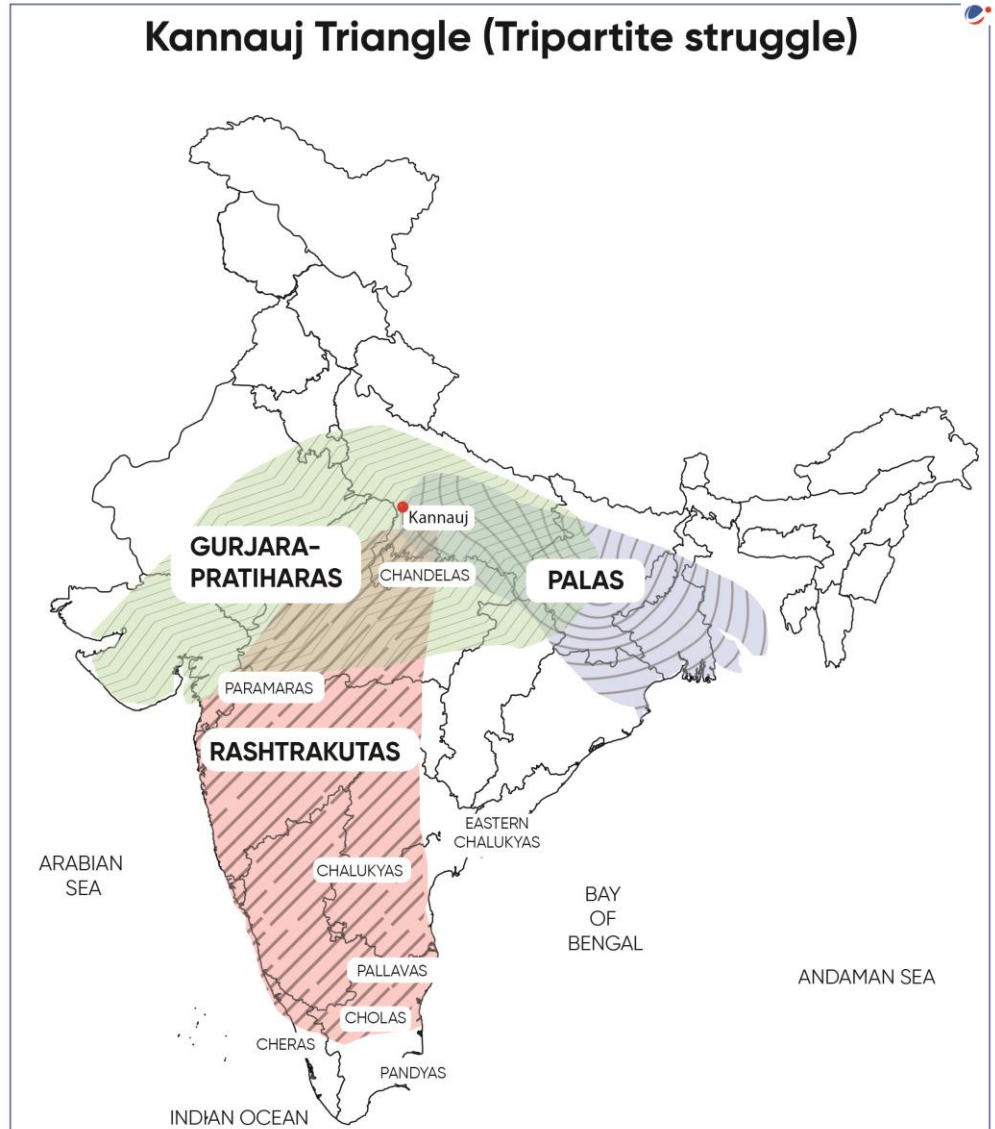 Kannauj Triangle (Tripartite struggle)
Kannauj
GURJARA-
PRATIHARAS
CHANDELAS
PALAS
PARAMARAS
RASHTRAKUTAS
EASTERN
CHALUKYAS
ARABIAN
SEA
CHALUKYAS
BAY
OF
BENGAL
PALLAVAS
ANDAMAN SEA
CHOLAS
CHERAS
PANDYAS
INDIAN OCEAN